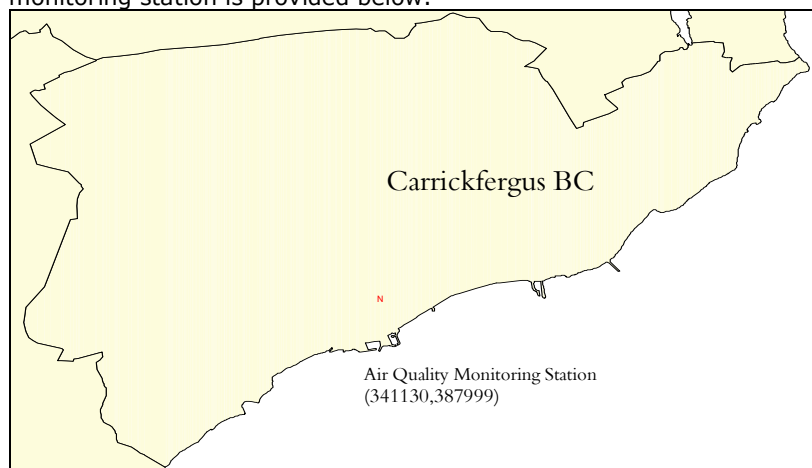 monitoring station is provided below:
Carrickfergus BC
N
Air Quality Monitoring Station
(341130,387999)